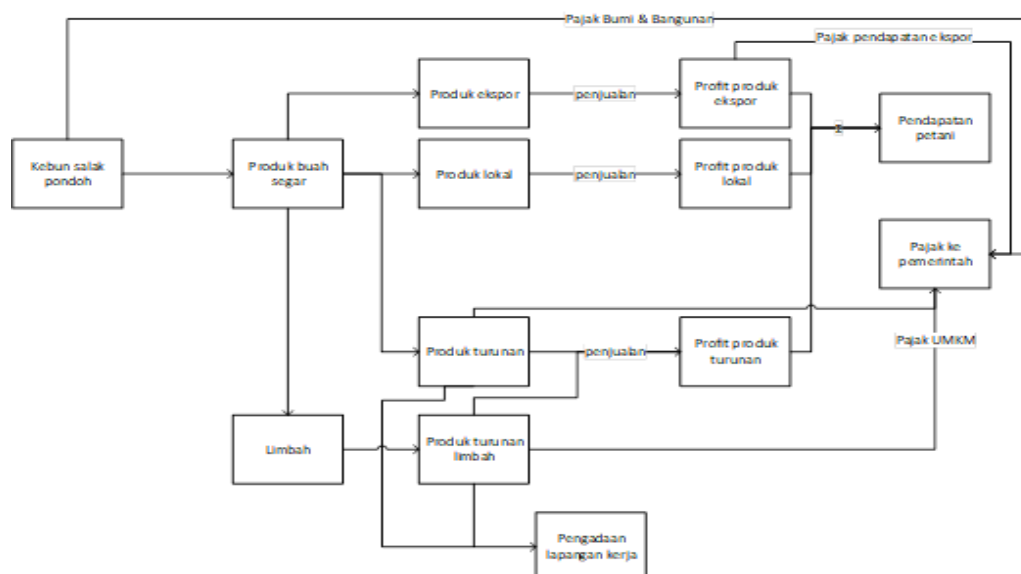 Pajak Bumi & Bangunan
Pajak pendapatan ekspor
Produk ekspor
penjualan
Profit produk
ekspor
Pendapatan
petani
Σ
Kebun salak
pondoh
Produk buah
segar
Produk lokal
penjualan
Profit produk
lokal
Pajak ke
pemerintah
Produk turunan
penjualan
Profit produk
turunan
Pajak UMKM
Limbah
Produk turunan
limbah
Pengadaan
lapangan kerja